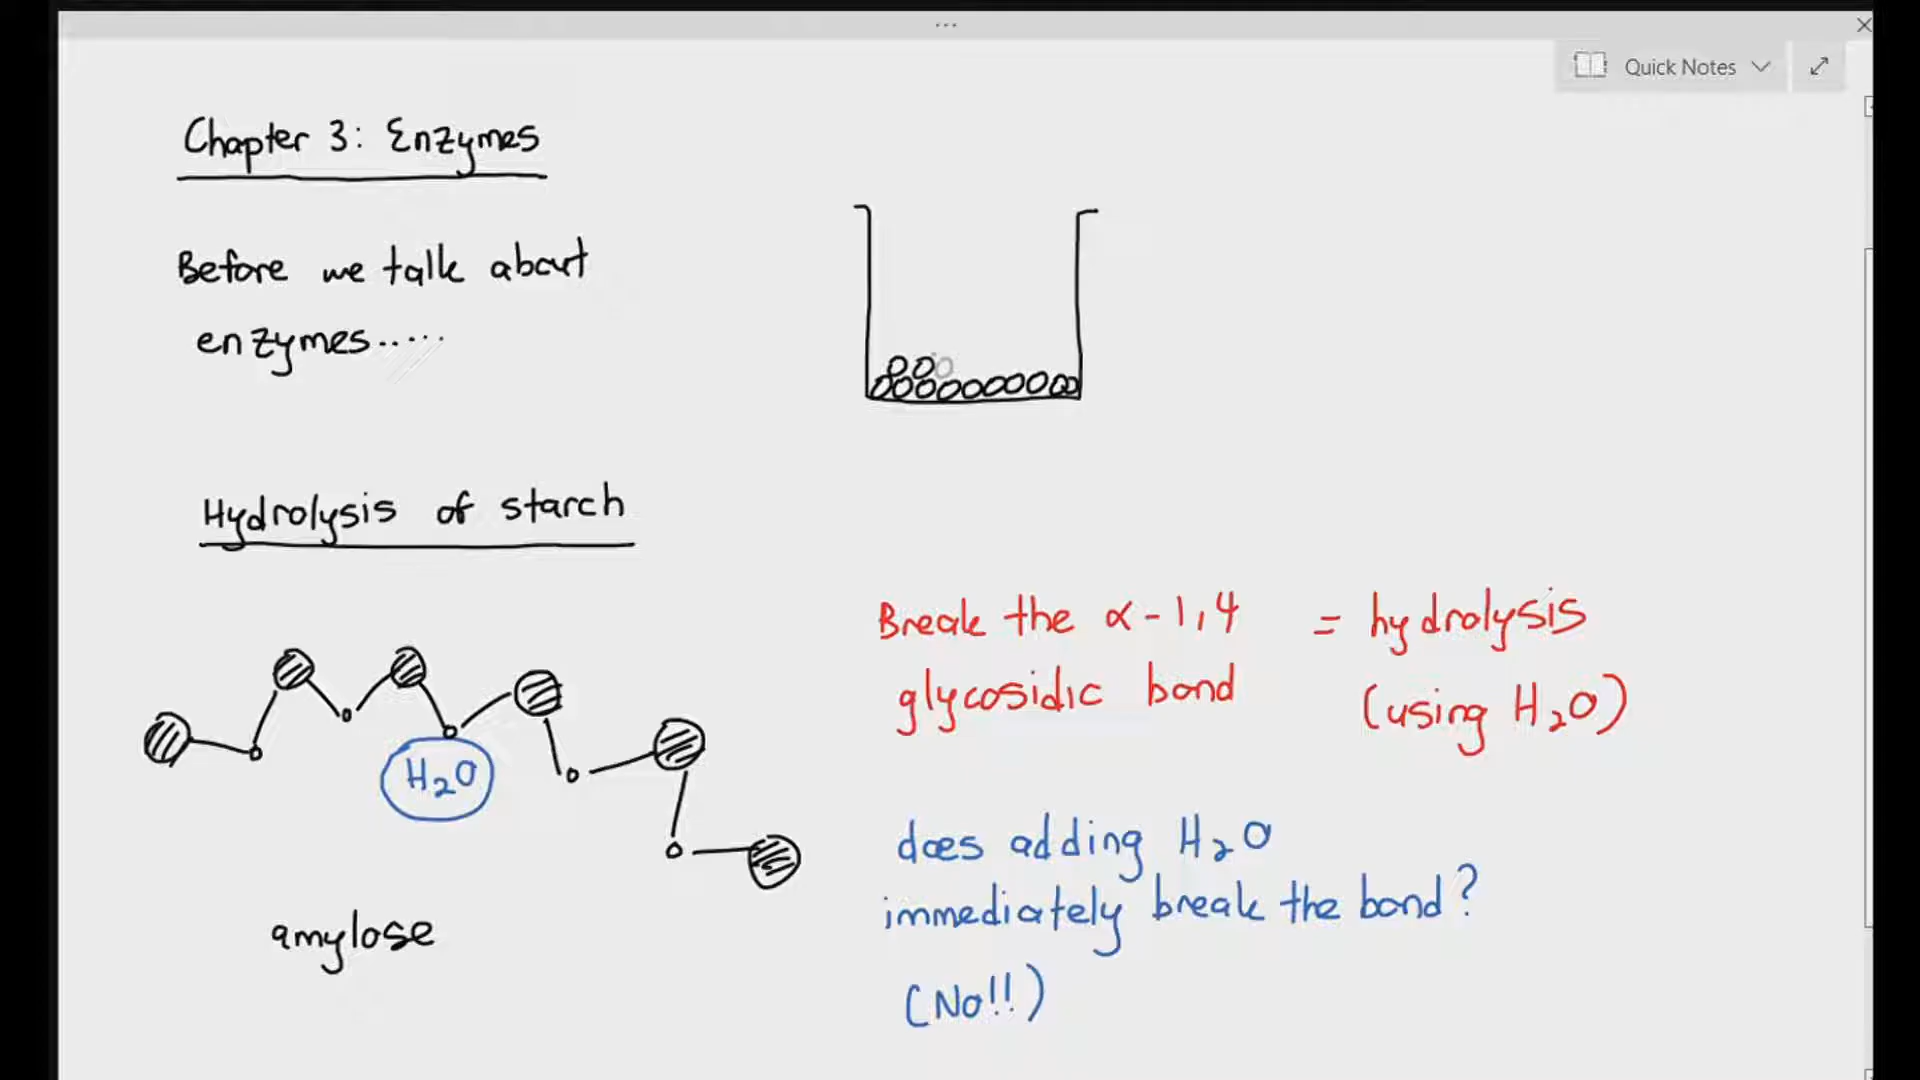 Quick Notes
Chapter 3: Enzymes
Before we talk about
enzymes.....
Hydrolysis of starch
H2O
amylose
Break the α-1,4 = hydrolysis
glycosidic bond (using H2O)
does adding H2O
immediately break the bond?
(No!!)